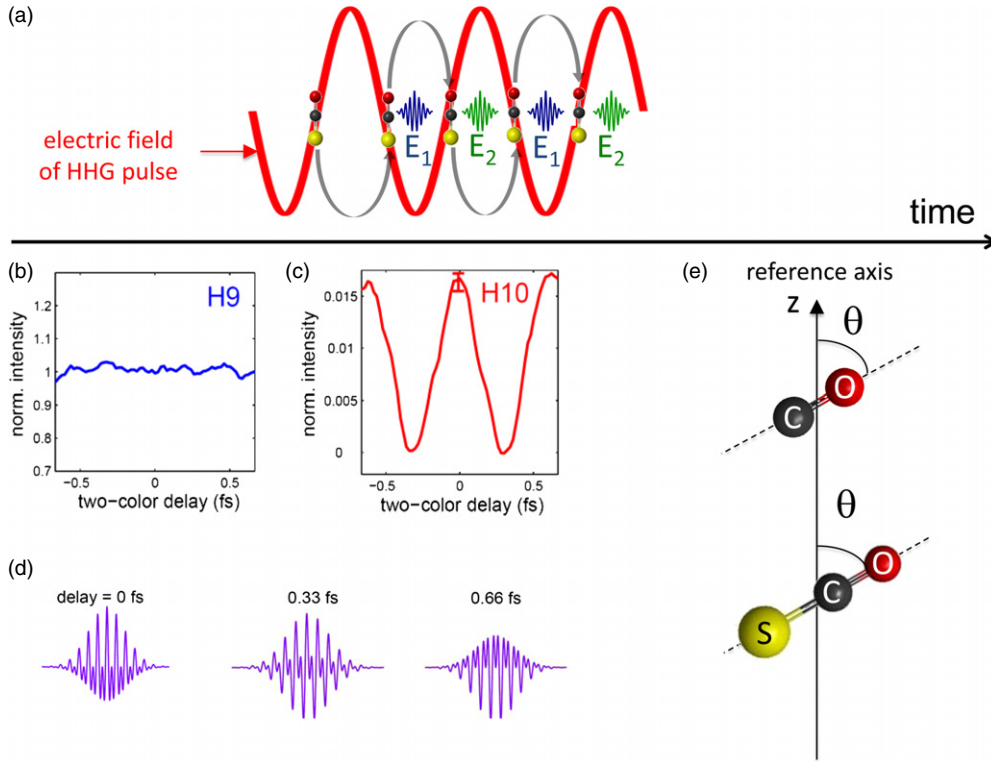 (a)
electric field
of HHG pulse
E₁ E₂ E₁ E₂
time
(b)
H9
norm. intensity
1.2
1.1
1
0.9
0.8
0.7
−0.5 0 0.5
two-color delay (fs)
(c)
H10
norm. intensity
0.015
0.01
0.005
0
−0.5 0 0.5
two-color delay (fs)
(d)
delay = 0 fs 0.33 fs 0.66 fs
(e)
reference axis
z θ
C O
θ
S C O